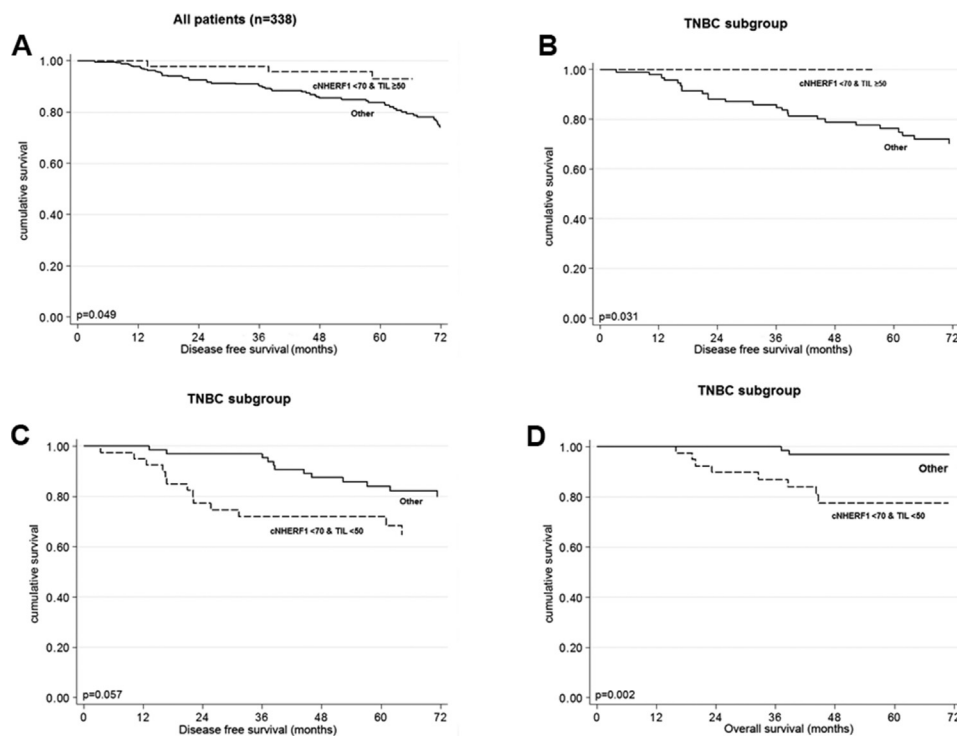 All patients (n=338)
A
1.00
0.80
0.60
0.40
0.20
0.00
cumulative survival
cNHERF1 <70 & TIL ≥50
Other
p=0.049
0 12 24 36 48 60 72
Disease free survival (months)
TNBC subgroup
B
1.00
0.80
0.60
0.40
0.20
0.00
cumulative survival
cNHERF1 <70 & TIL ≥50
Other
p=0.031
0 12 24 36 48 60 72
Disease free survival (months)
TNBC subgroup
C
1.00
0.80
0.60
0.40
0.20
0.00
cumulative survival
Other
cNHERF1 <70 & TIL <50
p=0.057
0 12 24 36 48 60 72
Disease free survival (months)
TNBC subgroup
D
1.00
0.80
0.60
0.40
0.20
0.00
cumulative survival
Other
cNHERF1 <70 & TIL <50
p=0.002
0 12 24 36 48 60 72
Overall survival (months)